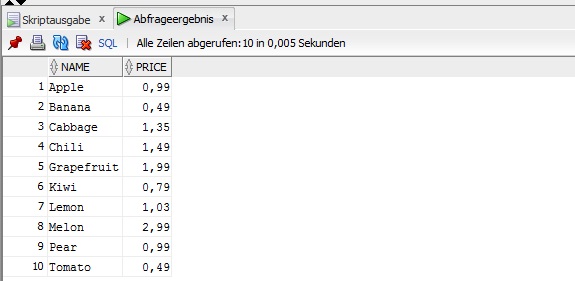 Skriptausgabe x Abfrageergebnis x
SQL | Alle Zeilen abgerufen:10 in 0,005 Sekunden
NAME PRICE
1 Apple 0,99
2 Banana 0,49
3 Cabbage 1,35
4 Chili 1,49
5 Grapefruit 1,99
6 Kiwi 0,79
7 Lemon 1,03
8 Melon 2,99
9 Pear 0,99
10 Tomato 0,49